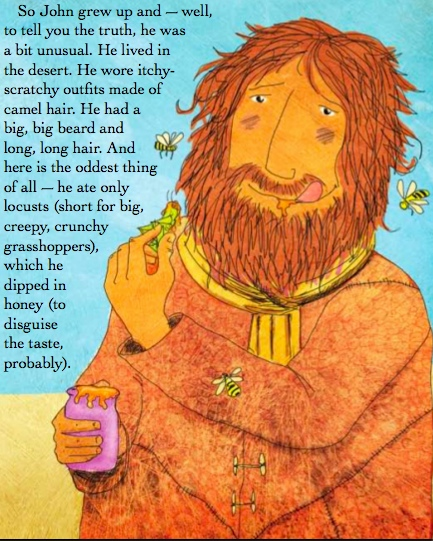 So John grew up and — well,
to tell you the truth, he was
a bit unusual. He lived in
the desert. He wore itchy-
scratchy outfits made of
camel hair. He had a
big, big beard and
long, long hair. And
here is the oddest thing
of all — he ate only
locusts (short for big,
creepy, crunchy
grasshoppers),
which he
dipped in
honey (to
disguise
the taste,
probably).